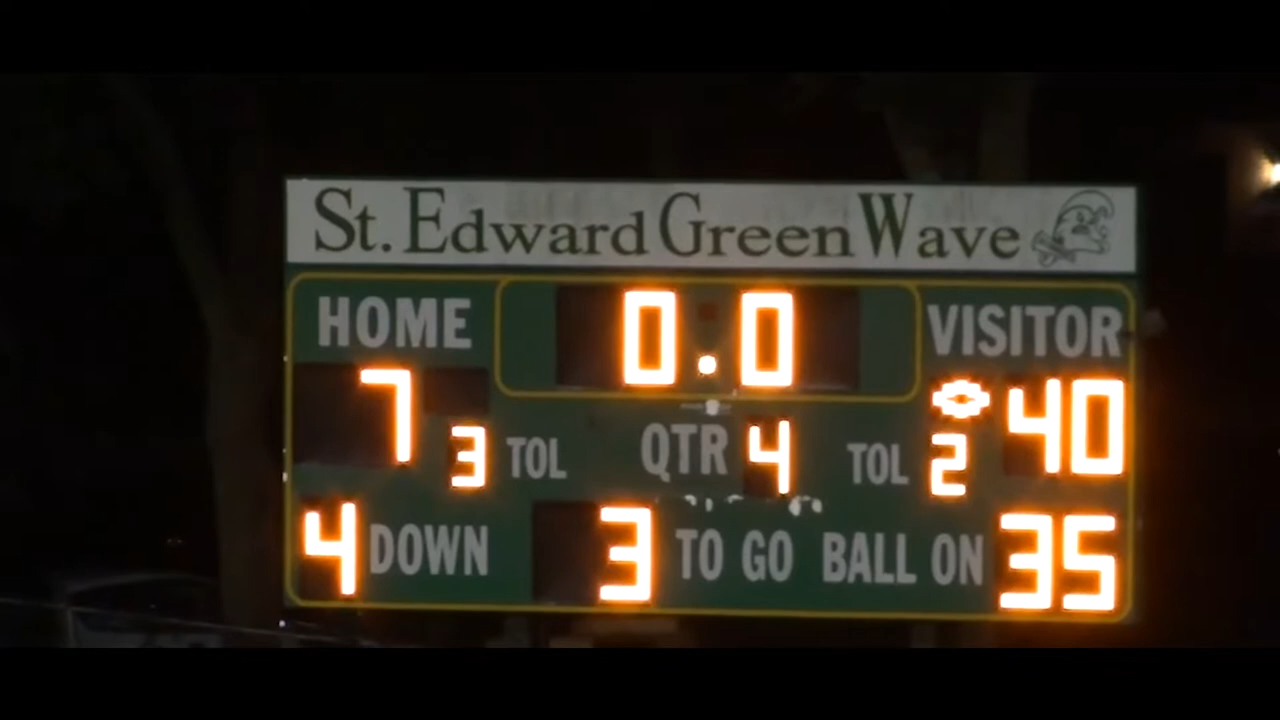 St. Edward Green Wave
HOME 0.0 VISITOR
7 3 TOL QTR 4 TOL 2 40
4 DOWN 3 TO GO BALL ON 35